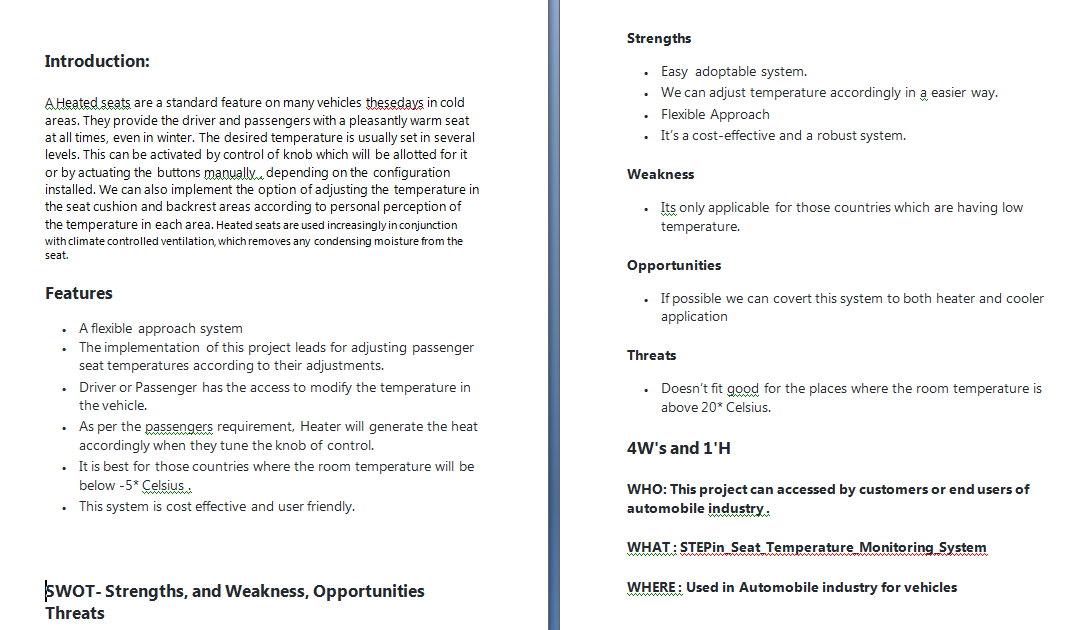 Introduction:
A Heated seats are a standard feature on many vehicles thesedays in cold
areas. They provide the driver and passengers with a pleasantly warm seat
at all times, even in winter. The desired temperature is usually set in several
levels. This can be activated by control of knob which will be allotted for it
or by actuating the buttons manually , depending on the configuration
installed. We can also implement the option of adjusting the temperature in
the seat cushion and backrest areas according to personal perception of
the temperature in each area. Heated seats are used increasingly in conjunction
with climate controlled ventilation, which removes any condensing moisture from the
seat.
Features
• A flexible approach system
• The implementation of this project leads for adjusting passenger
seat temperatures according to their adjustments.
• Driver or Passenger has the access to modify the temperature in
the vehicle.
• As per the passengers requirement, Heater will generate the heat
accordingly when they tune the knob of control.
• It is best for those countries where the room temperature will be
below -5* Celsius .
• This system is cost effective and user friendly.
SWOT- Strengths, and Weakness, Opportunities
Threats
Strengths
• Easy adoptable system.
• We can adjust temperature accordingly in a easier way.
• Flexible Approach
• It's a cost-effective and a robust system.
Weakness
• Its only applicable for those countries which are having low
temperature.
Opportunities
• If possible we can covert this system to both heater and cooler
application
Threats
• Doesn't fit good for the places where the room temperature is
above 20* Celsius.
4W's and 1'H
WHO: This project can accessed by customers or end users of
automobile industry .
WHAT : STEPin_Seat_Temperature_Monitoring_System
WHERE : Used in Automobile industry for vehicles